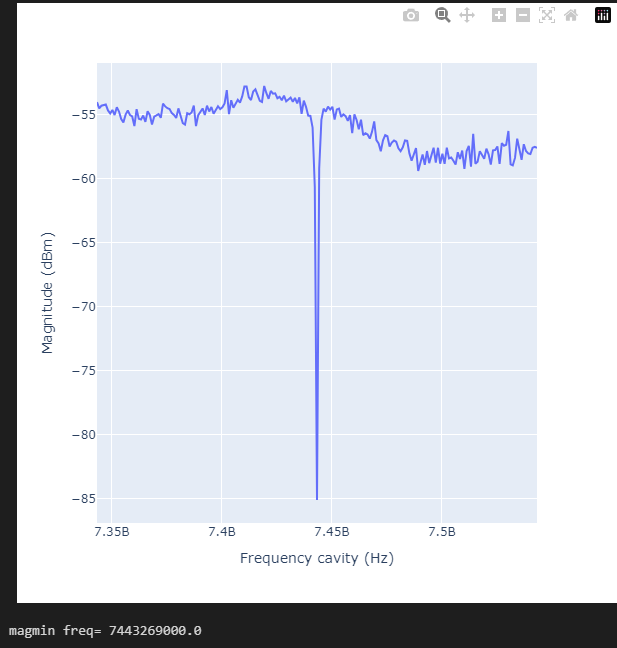 −55
−60
−65
−70
−75
−80
−85
Magnitude (dBm)
7.35B 7.4B 7.45B 7.5B
Frequency cavity (Hz)
magmin freq= 7443269000.0